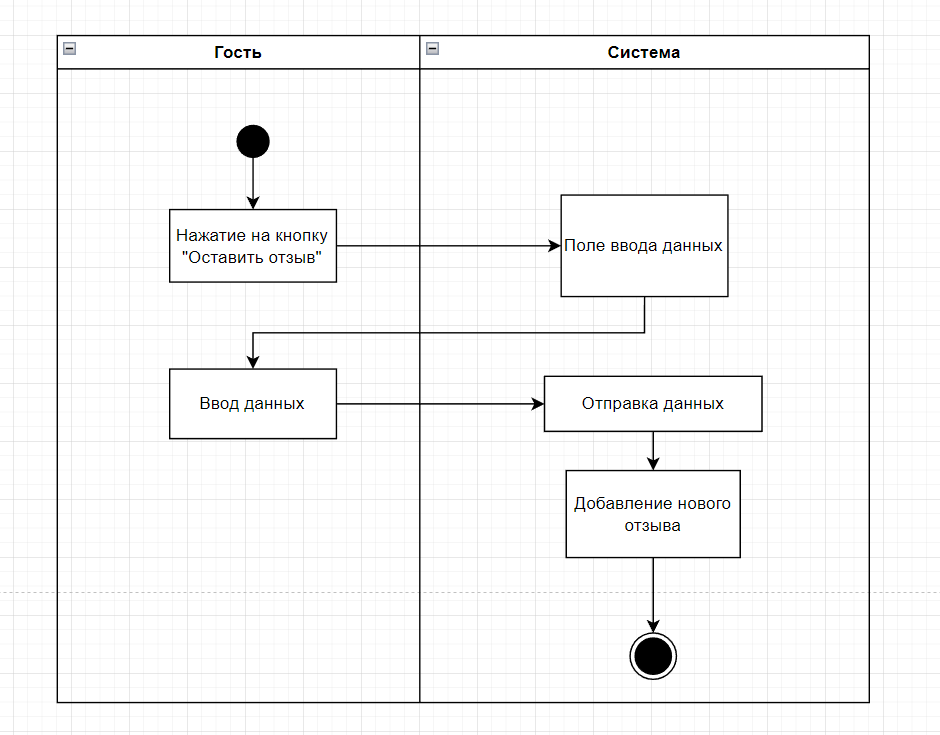 Гость
Система
Нажатие на кнопку
"Оставить отзыв"
Поле ввода данных
Ввод данных
Отправка данных
Добавление нового
отзыва